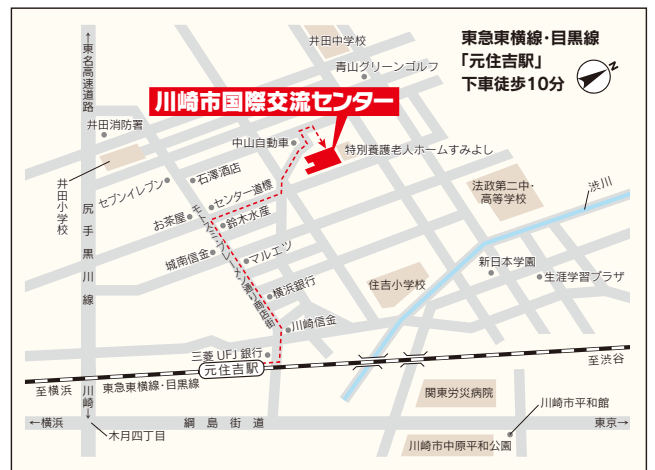 東急東横線･目黒線
｢元住吉駅｣
下車徒歩10分
N
井田中学校
青山グリーンゴルフ
←東名高速道路
川崎市国際交流センター
井田消防署
中山自動車
特別養護老人ホームすみよし
井田小学校
セブンイレブン
石澤酒店
センター道標
お茶屋
鈴木水産
モトスミ・ブレーメン通り商店街
城南信金
マルエツ
横浜銀行
川崎信金
三菱UFJ銀行
尻手黒川線
法政第二中･
高等学校
渋川
新日本学園
生涯学習プラザ
住吉小学校
元住吉駅
至渋谷
至横浜
東急東横線･目黒線
川崎→
関東労災病院
川崎市平和館
←横浜
綱島街道
東京→
木月四丁目
川崎市中原平和公園